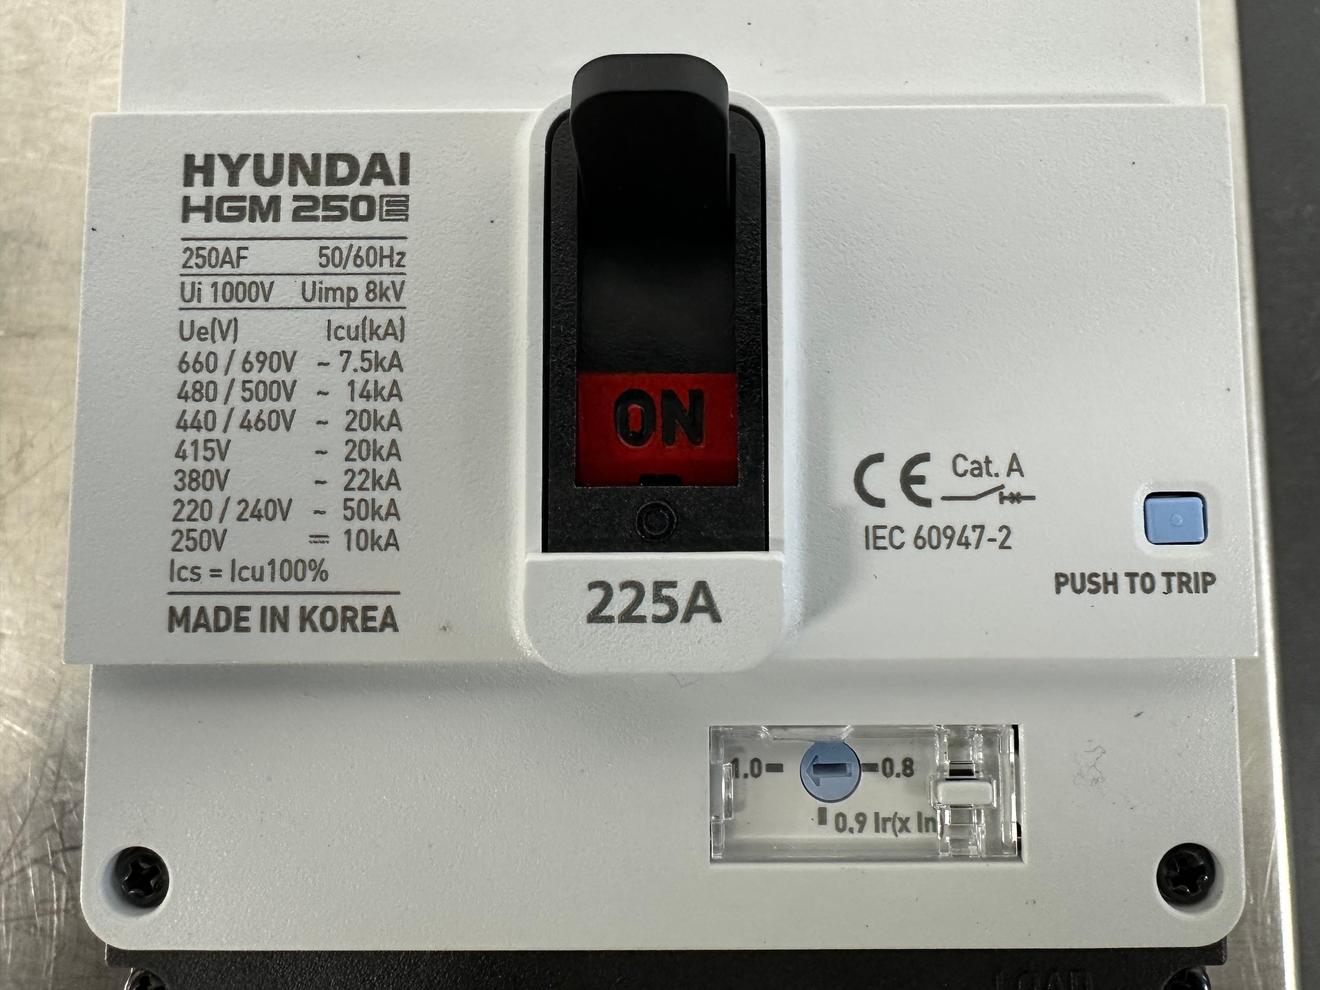 HYUNDAI
HGM 250E
250AF 50/60Hz
Ui 1000V Uimp 8kV
Ue(V) Icu(kA)
660 / 690V ~ 7.5kA
480 / 500V ~ 14kA
440 / 460V ~ 20kA
415V ~ 20kA
380V ~ 22kA
220 / 240V ~ 50kA
250V ⎓ 10kA
Ics = Icu100%
MADE IN KOREA
ON
225A
CE Cat. A
IEC 60947-2
PUSH TO TRIP
1.0 0.8
0.9 Ir(x In
LOAD